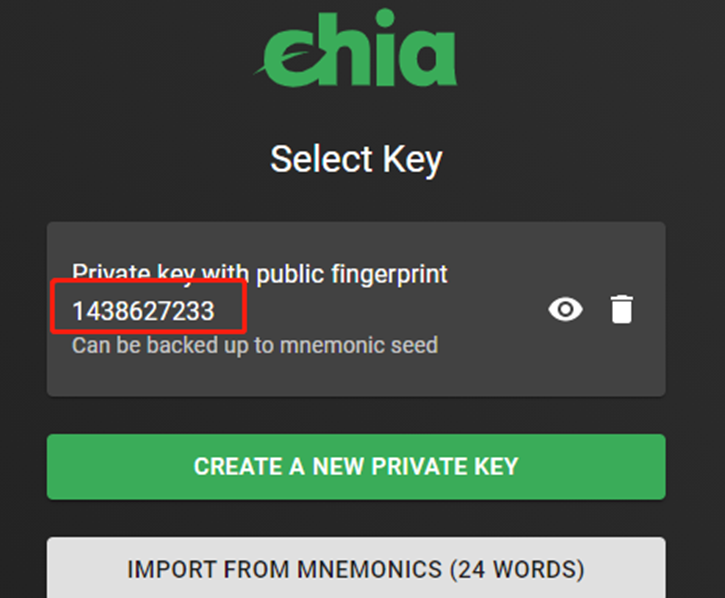 chia
Select Key
Private key with public fingerprint
1438627233
Can be backed up to mnemonic seed
CREATE A NEW PRIVATE KEY
IMPORT FROM MNEMONICS (24 WORDS)